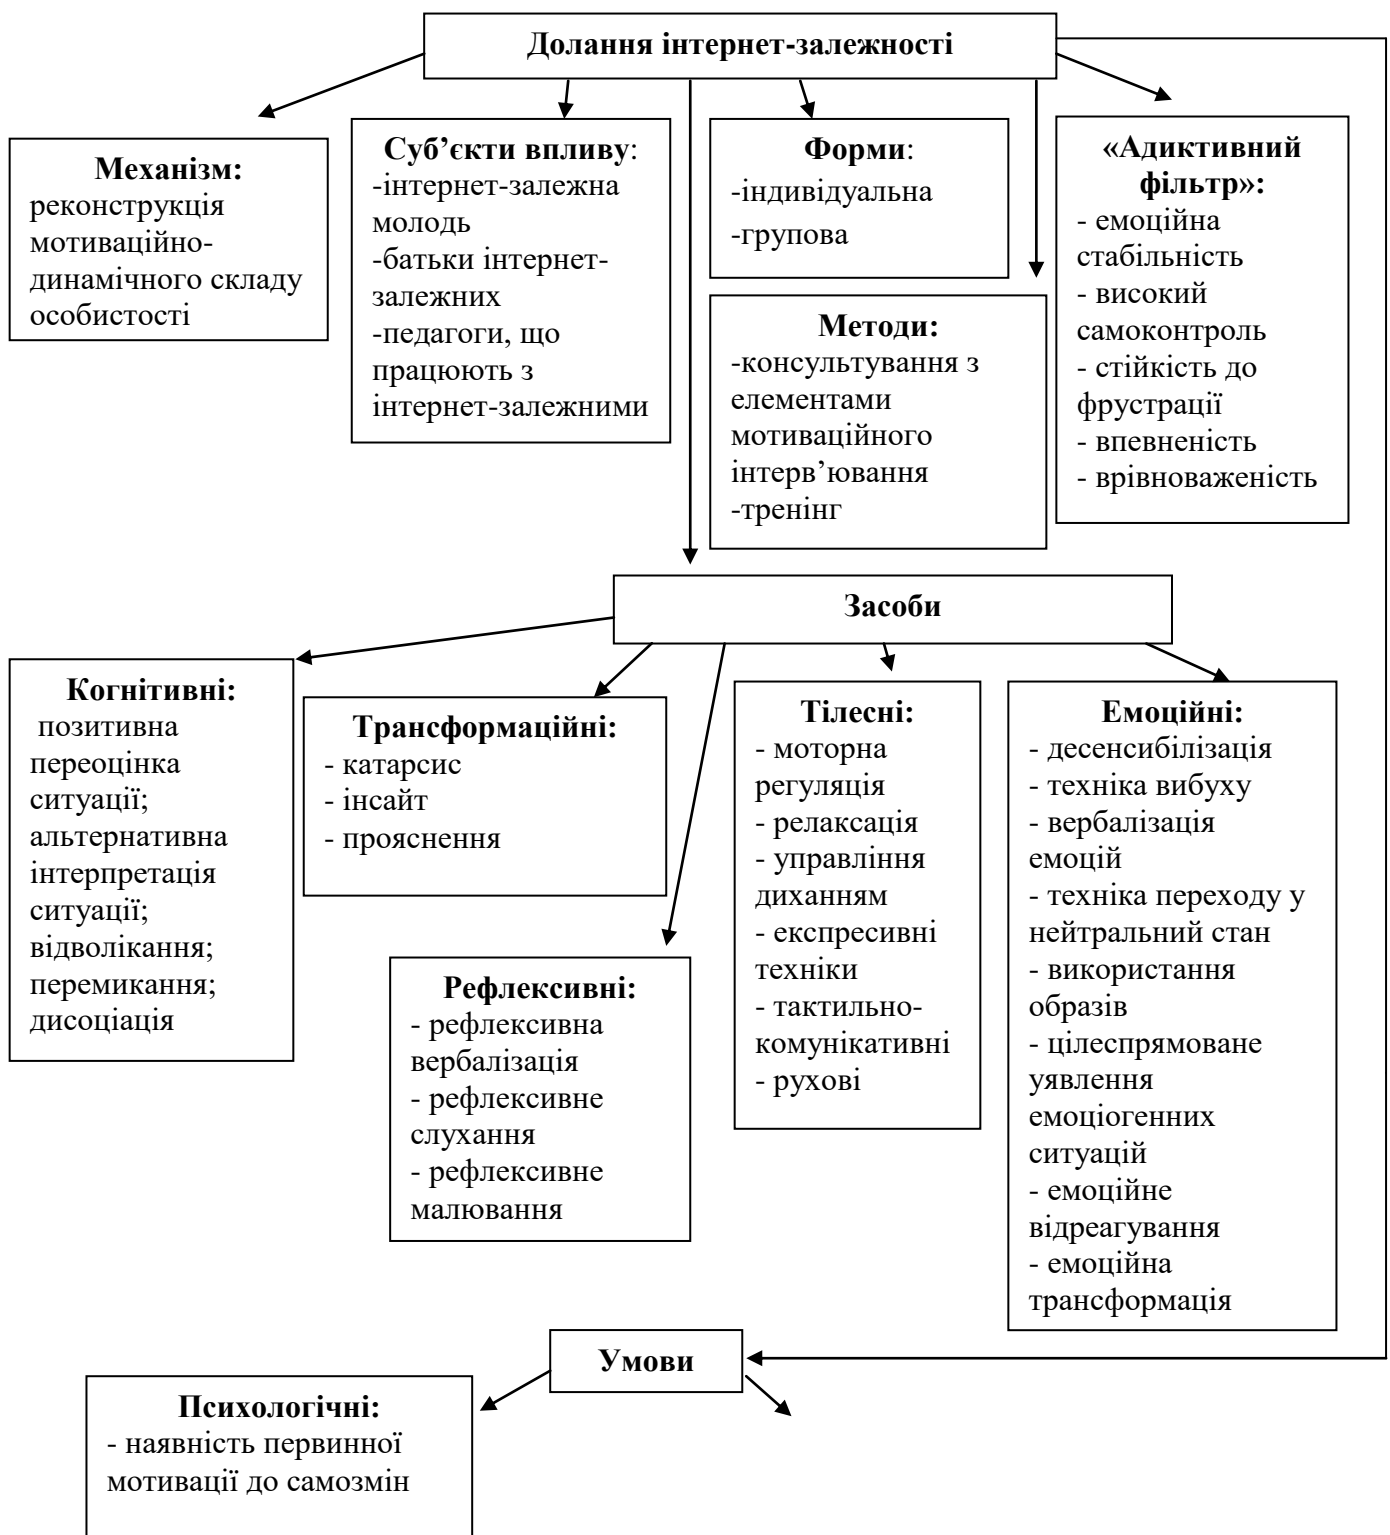 Долання інтернет-залежності
Механізм:
реконструкція
мотиваційно-
динамічного складу
особистості
Суб’єкти впливу:
-інтернет-залежна
молодь
-батьки інтернет-
залежних
-педагоги, що
працюють з
інтернет-залежними
Форми:
-індивідуальна
-групова
Методи:
-консультування з
елементами
мотиваційного
інтерв’ювання
-тренінг
«Адиктивний
фільтр»:
- емоційна
стабільність
- високий
самоконтроль
- стійкість до
фрустрації
- впевненість
- врівноваженість
Засоби
Когнітивні:
позитивна
переоцінка
ситуації;
альтернативна
інтерпретація
ситуації;
відволікання;
перемикання;
дисоціація
Трансформаційні:
- катарсис
- інсайт
- прояснення
Рефлексивні:
- рефлексивна
вербалізація
- рефлексивне
слухання
- рефлексивне
малювання
Тілесні:
- моторна
регуляція
- релаксація
- управління
диханням
- експресивні
техніки
- тактильно-
комунікативні
- рухові
Емоційні:
- десенсибілізація
- техніка вибуху
- вербалізація
емоцій
- техніка переходу у
нейтральний стан
- використання
образів
- цілеспрямоване
уявлення
емоціогенних
ситуацій
- емоційне
відреагування
- емоційна
трансформація
Умови
Психологічні:
- наявність первинної
мотивації до самозмін